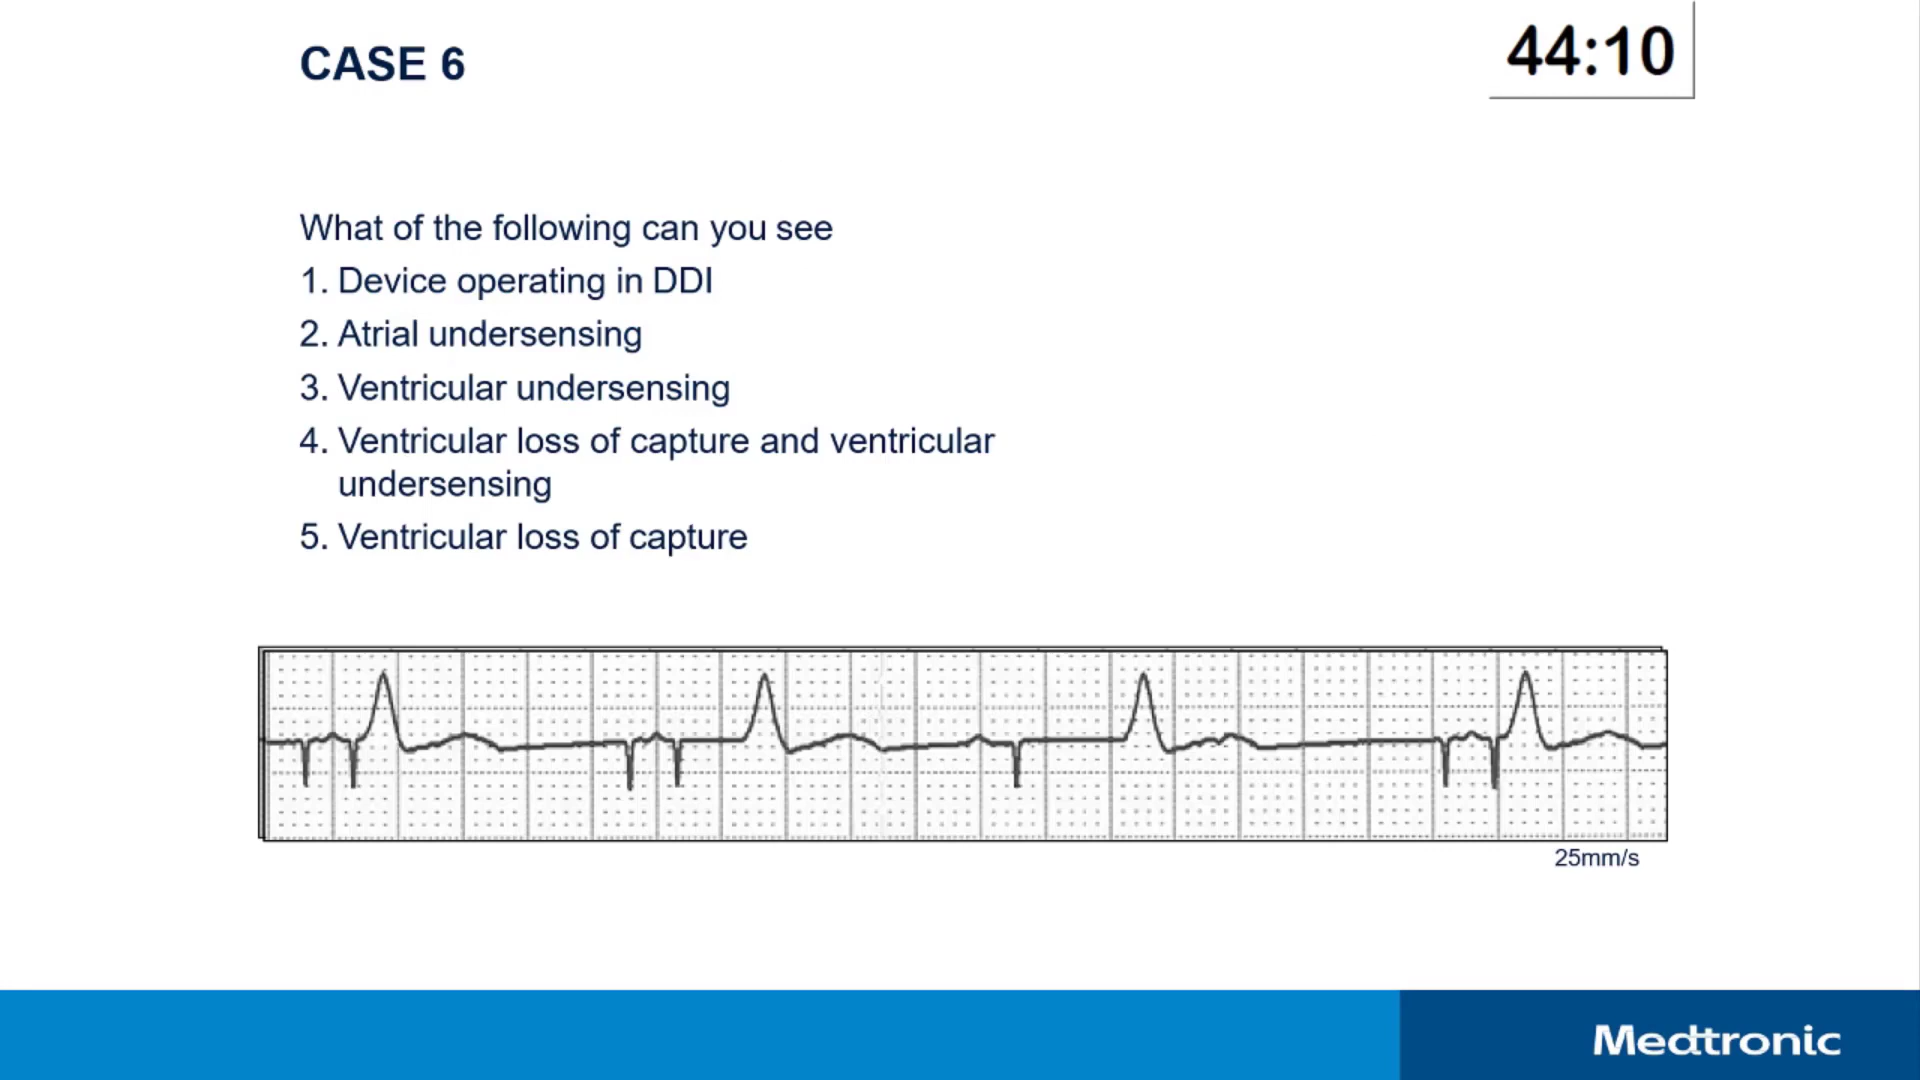 CASE 6
44:10
What of the following can you see
1. Device operating in DDI
2. Atrial undersensing
3. Ventricular undersensing
4. Ventricular loss of capture and ventricular
undersensing
5. Ventricular loss of capture
25mm/s
Medtronic